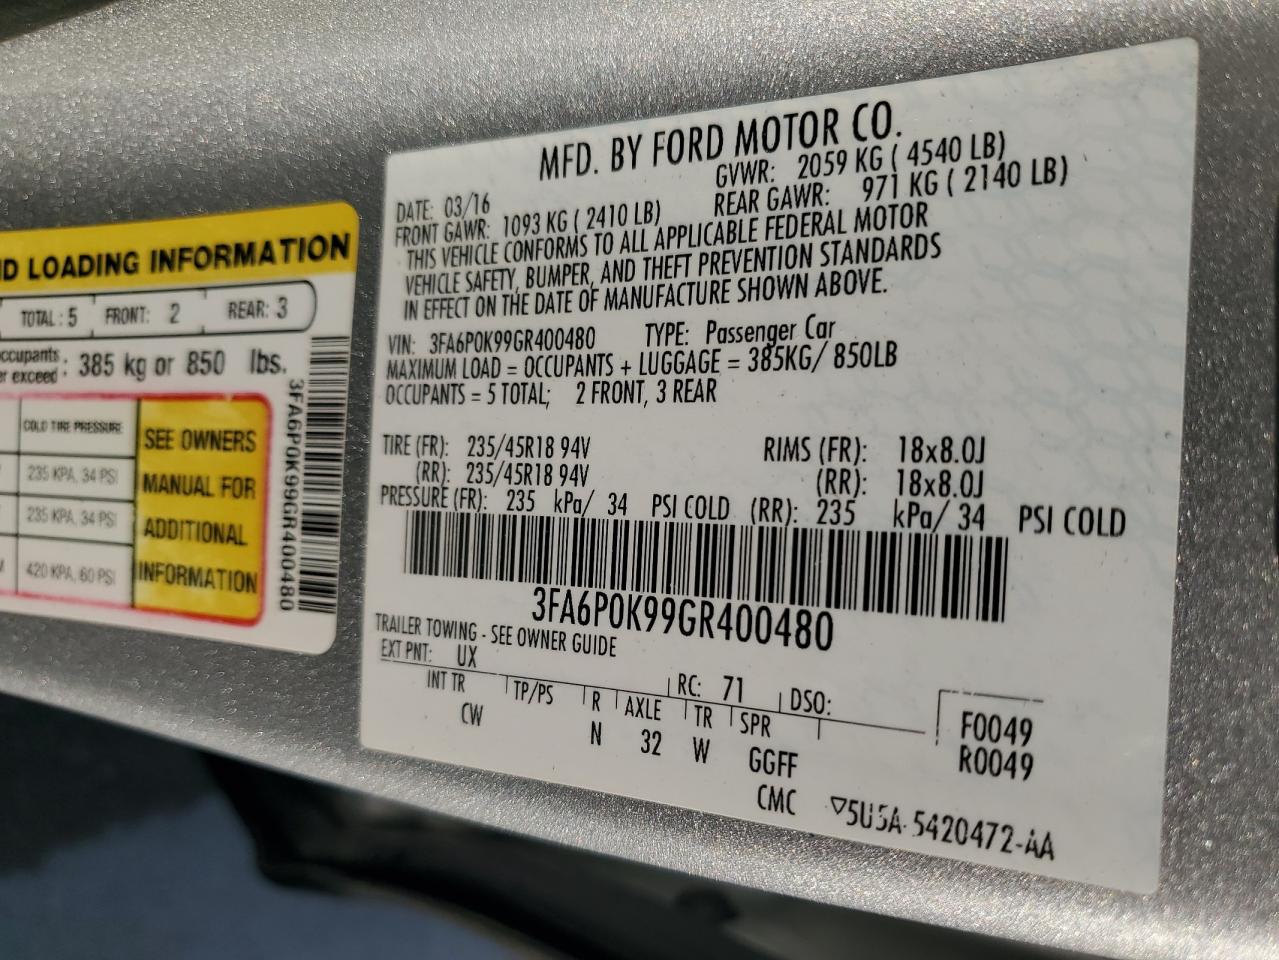 ND LOADING INFORMATION
TOTAL : 5 FRONT: 2 REAR: 3
ccupants
er exceed : 385 kg or 850 lbs.
COLD TIRE PRESSURE
235 KPA, 34 PSI
235 KPA, 34 PSI
420 KPA, 60 PSI
SEE OWNERS
MANUAL FOR
ADDITIONAL
INFORMATION
3FA6P0K99GR400480
MFD. BY FORD MOTOR CO.
DATE: 03/16 GVWR: 2059 KG ( 4540 LB)
FRONT GAWR: 1093 KG ( 2410 LB) REAR GAWR: 971 KG ( 2140 LB)
THIS VEHICLE CONFORMS TO ALL APPLICABLE FEDERAL MOTOR
VEHICLE SAFETY, BUMPER, AND THEFT PREVENTION STANDARDS
IN EFFECT ON THE DATE OF MANUFACTURE SHOWN ABOVE.
VIN: 3FA6P0K99GR400480 TYPE: Passenger Car
MAXIMUM LOAD = OCCUPANTS + LUGGAGE = 385KG/ 850LB
OCCUPANTS = 5 TOTAL; 2 FRONT, 3 REAR
TIRE (FR): 235/45R18 94V RIMS (FR): 18x8.0J
(RR): 235/45R18 94V (RR): 18x8.0J
PRESSURE (FR): 235 kPa/ 34 PSI COLD (RR): 235 kPa/ 34 PSI COLD
3FA6P0K99GR400480
TRAILER TOWING - SEE OWNER GUIDE
EXT PNT: UX RC: 71 DSO:
INT TR TP/PS R AXLE TR SPR F0049
CW N 32 W GGFF R0049
CMC ▽5U5A-5420472-AA